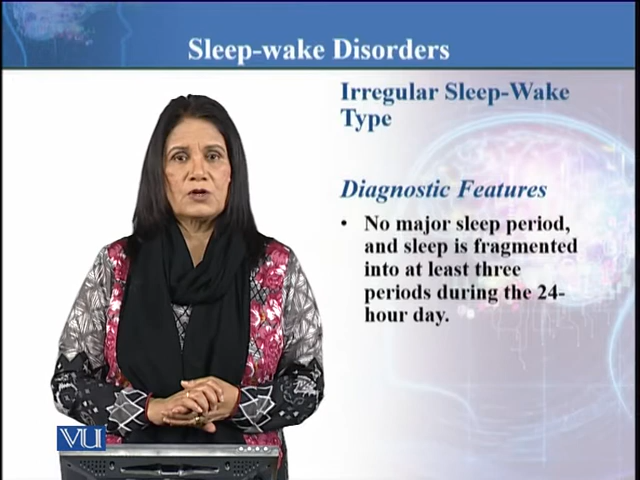 Sleep-wake Disorders
Irregular Sleep-Wake
Type
Diagnostic Features
• No major sleep period,
and sleep is fragmented
into at least three
periods during the 24-
hour day.
VU